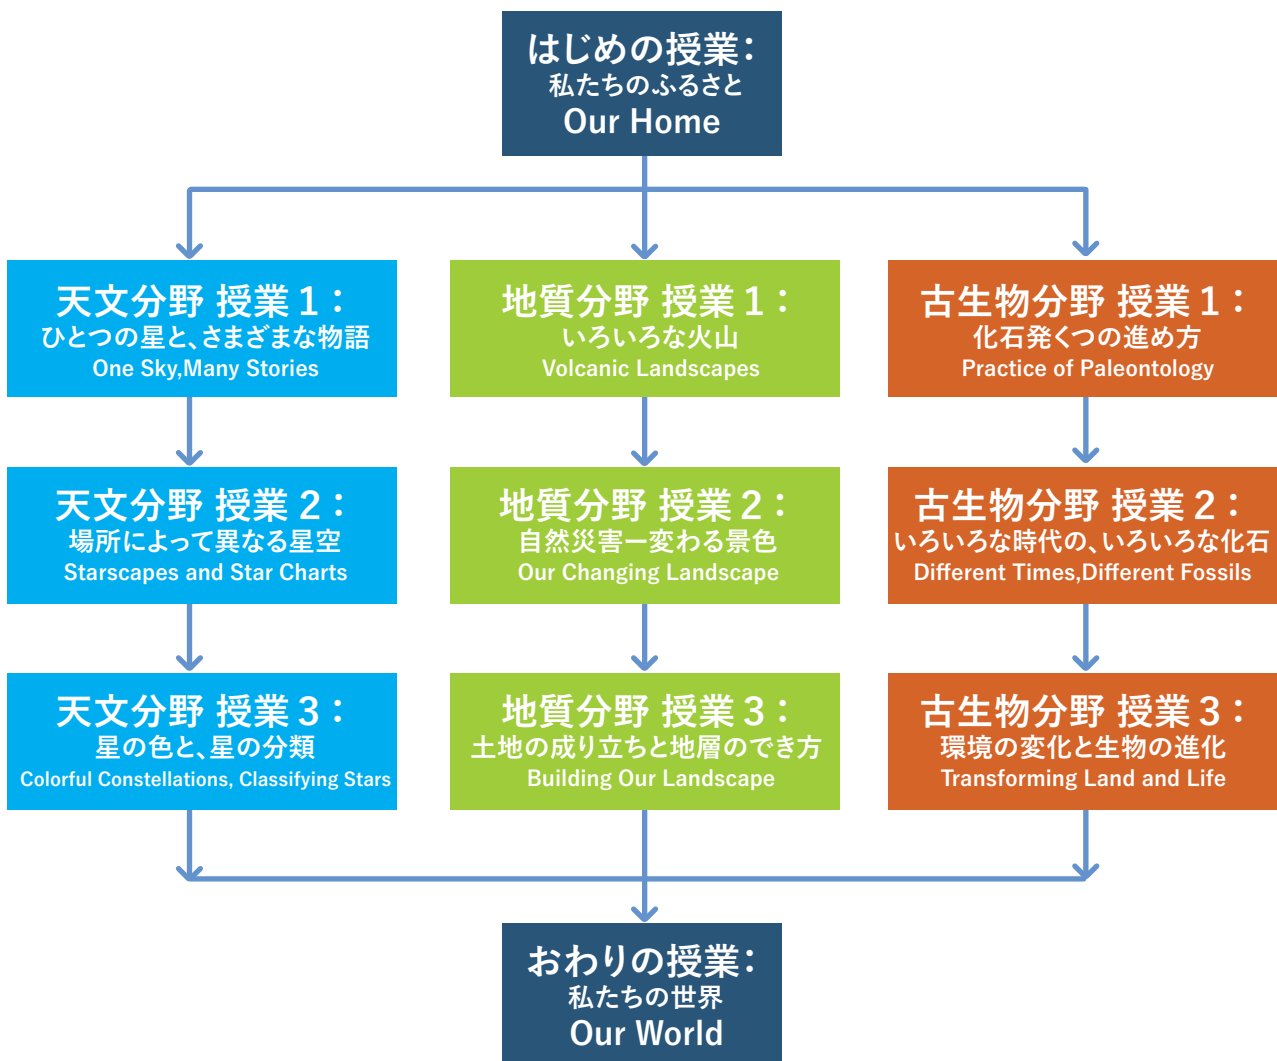 はじめの授業：
私たちのふるさと
Our Home
天文分野 授業 1：
ひとつの星と、さまざまな物語
One Sky,Many Stories
地質分野 授業 1：
いろいろな火山
Volcanic Landscapes
古生物分野 授業 1：
化石発くつの進め方
Practice of Paleontology
天文分野 授業 2：
場所によって異なる星空
Starscapes and Star Charts
地質分野 授業 2：
自然災害ー変わる景色
Our Changing Landscape
古生物分野 授業 2：
いろいろな時代の、いろいろな化石
Different Times,Different Fossils
天文分野 授業 3：
星の色と、星の分類
Colorful Constellations, Classifying Stars
地質分野 授業 3：
土地の成り立ちと地層のでき方
Building Our Landscape
古生物分野 授業 3：
環境の変化と生物の進化
Transforming Land and Life
おわりの授業：
私たちの世界
Our World